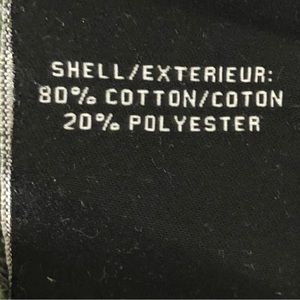 SHELL/EXTERIEUR:
80% COTTON/COTON
20% POLYESTER